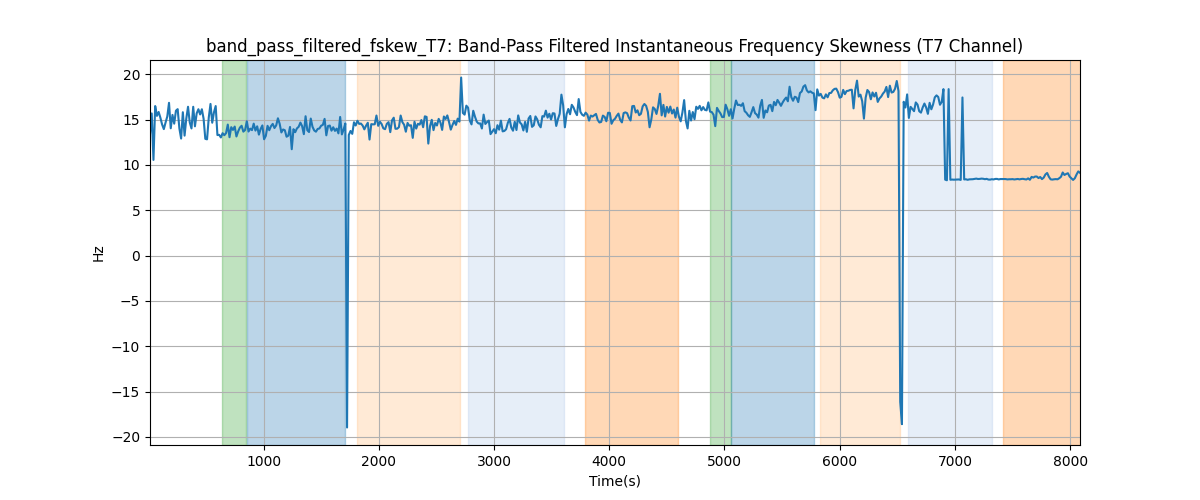 band_pass_filtered_fskew_T7: Band-Pass Filtered Instantaneous Frequency Skewness (T7 Channel)
20
15
10
5
0
−5
−10
−15
−20
Hz
1000 2000 3000 4000 5000 6000 7000 8000
Time(s)